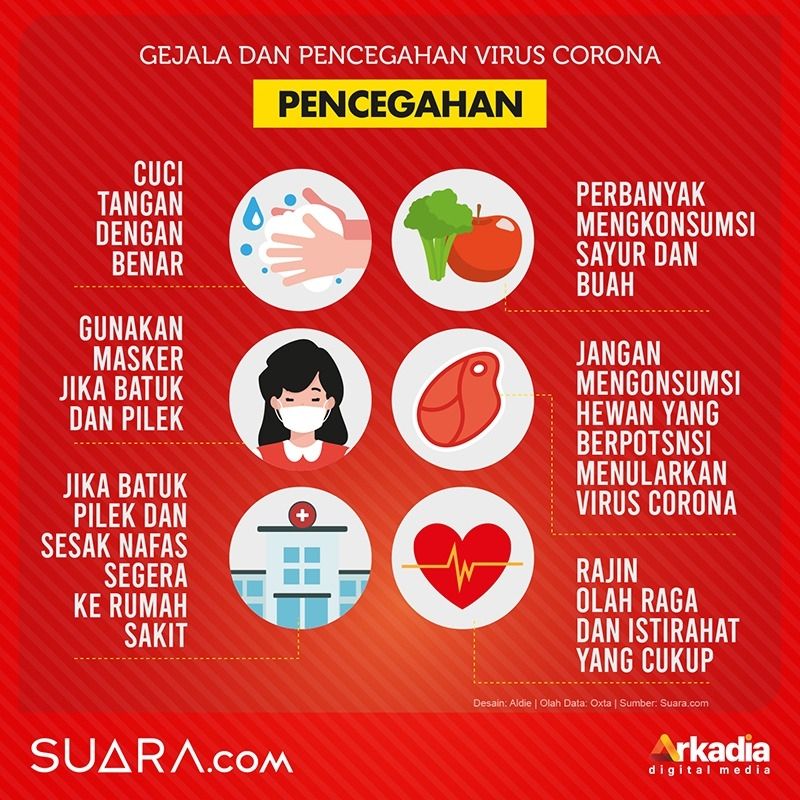 GEJALA DAN PENCEGAHAN VIRUS CORONA
PENCEGAHAN
CUCI
TANGAN
DENGAN
BENAR
GUNAKAN
MASKER
JIKA BATUK
DAN PILEK
JIKA BATUK
PILEK DAN
SESAK NAFAS
SEGERA
KE RUMAH
SAKIT
PERBANYAK
MENGKONSUMSI
SAYUR DAN
BUAH
JANGAN
MENGONSUMSI
HEWAN YANG
BERPOTSNSI
MENULARKAN
VIRUS CORONA
RAJIN
OLAH RAGA
DAN ISTIRAHAT
YANG CUKUP
Desain: Aldie | Olah Data: Oxta | Sumber: Suara.com
SUARA.com
Arkadia
digital media